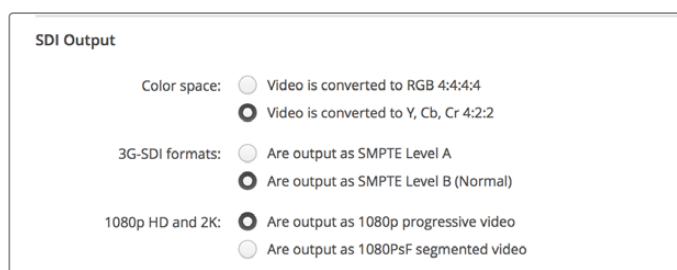 SDI Output
Color space: Video is converted to RGB 4:4:4:4
Video is converted to Y, Cb, Cr 4:2:2
3G-SDI formats: Are output as SMPTE Level A
Are output as SMPTE Level B (Normal)
1080p HD and 2K: Are output as 1080p progressive video
Are output as 1080PsF segmented video